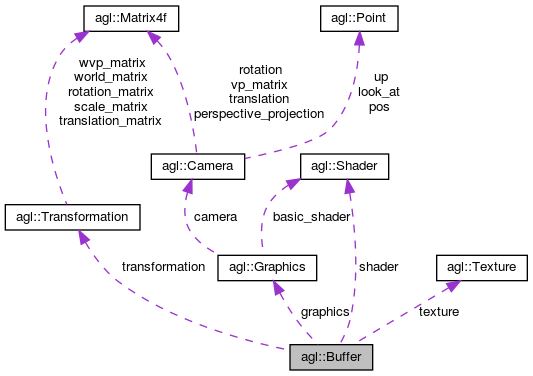 agl::Matrix4f
agl::Point
wvp_matrix
world_matrix
rotation_matrix
scale_matrix
translation_matrix
rotation
vp_matrix
translation
perspective_projection
up
look_at
pos
agl::Camera
agl::Shader
agl::Transformation
camera
basic_shader
agl::Graphics
agl::Texture
transformation
shader
graphics
texture
agl::Buffer